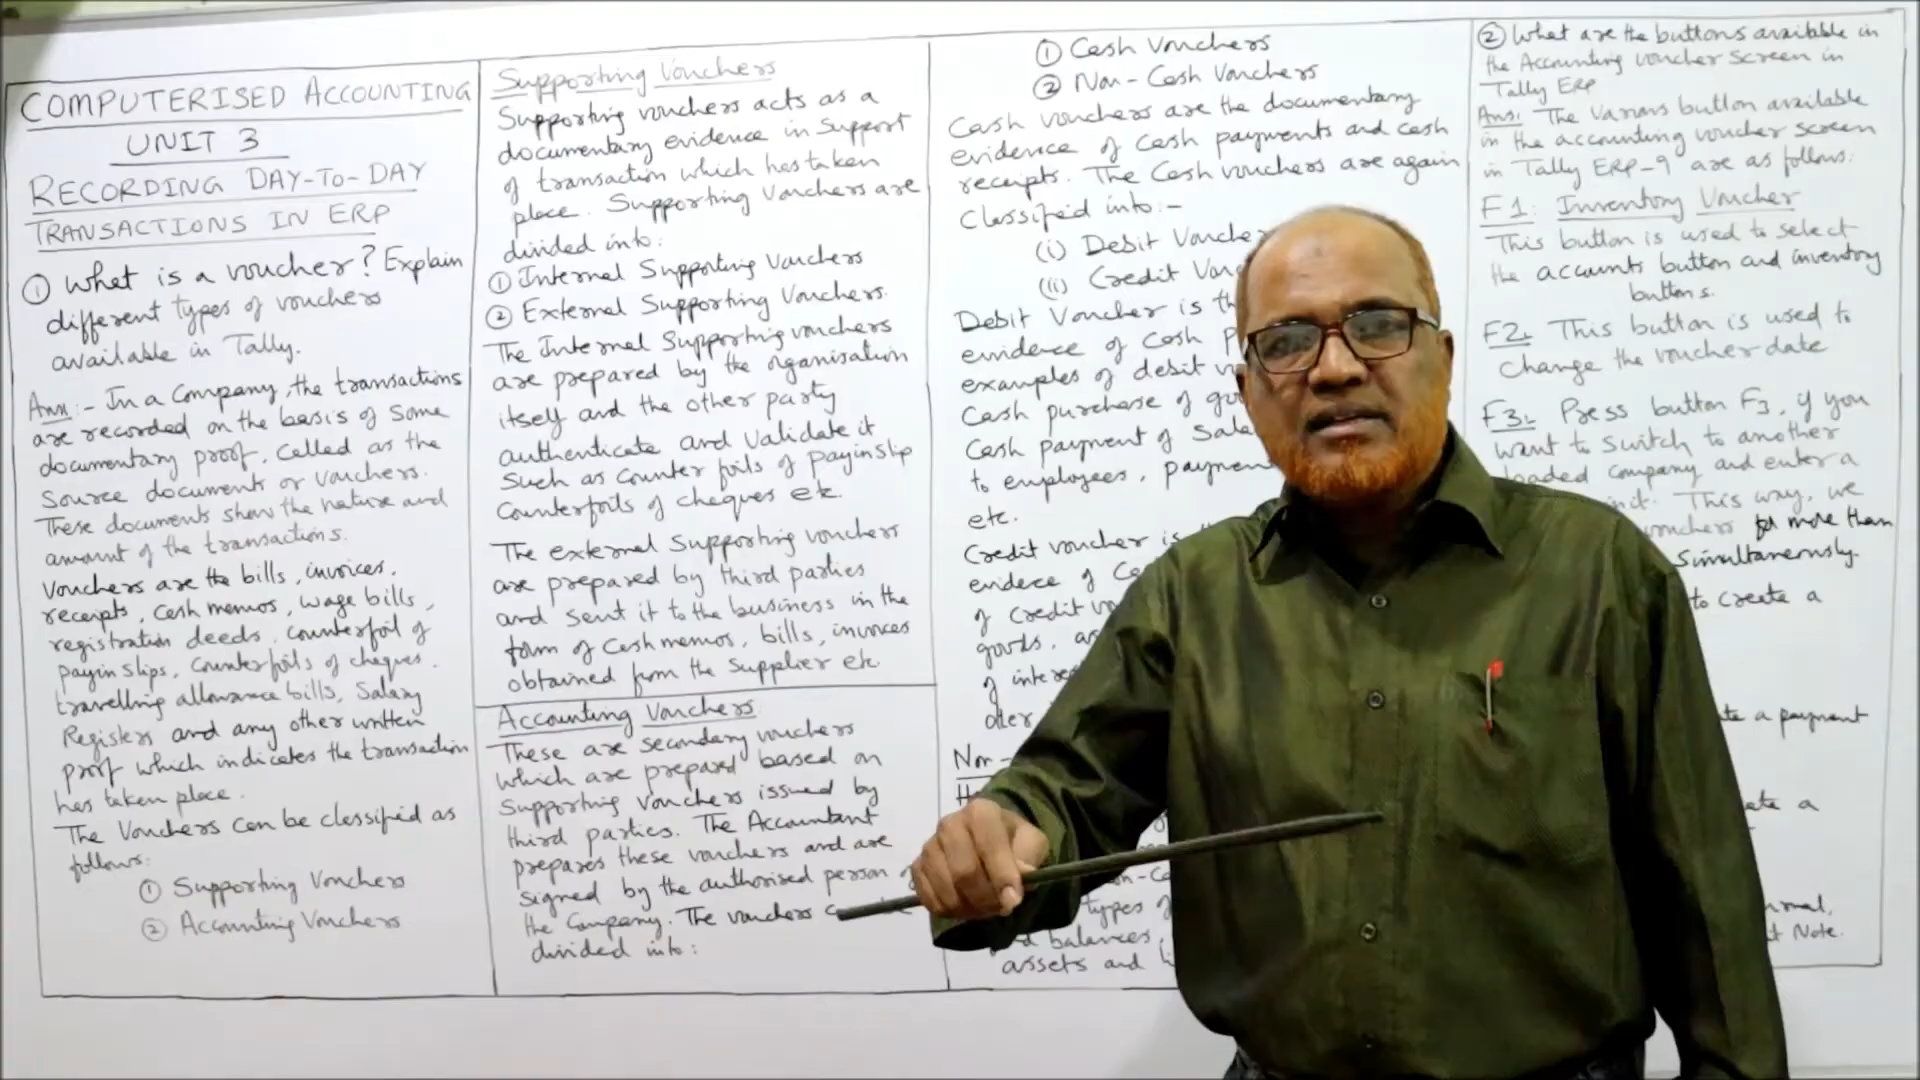 COMPUTERISED ACCOUNTING
UNIT 3
RECORDING DAY-TO-DAY
TRANSACTIONS IN ERP
① What is a voucher? Explain
different types of vouchers
available in Tally.
Ans:- In a Company, the transactions
are recorded on the basis of some
documentary proof, called as the
Source documents or vouchers.
These documents show the nature and
amount of the transactions.
Vouchers are the bills, invoices,
receipts, cash memos, wage bills,
registration deeds, counterfoil of
payin slips, counterfoils of cheques,
travelling allowance bills, Salary
Registers and any other written
proof which indicates the transaction
has taken place.
The Vouchers can be classified as
follows:
① Supporting Vouchers
② Accounting Vouchers
Supporting Vouchers
Supporting vouchers acts as a
documentary evidence in support
of transaction which has taken
place. Supporting Vouchers are
divided into:
① Internal Supporting Vouchers
② External Supporting Vouchers.
The Internal Supporting vouchers
are prepared by the organisation
itself and the other party
authenticate and validate it
such as counter foils of payin slip
counterfoils of cheques etc.
The external supporting vouchers
are prepared by third parties
and sent it to the business in the
form of cash memos, bills, invoices
obtained from the supplier etc.
Accounting Vouchers
These are secondary vouchers
which are prepared based on
supporting vouchers issued by
third parties. The Accountant
prepares these vouchers and are
signed by the authorised person
the Company. The vouchers
divided into:
① Cash Vouchers
② Non-Cash Vouchers
Cash vouchers are the documentary
evidence of cash payments and cash
receipts. The Cash vouchers are again
Classified into:-
(i) Debit Voucher
(ii) Credit
Debit Voucher is
evidence of cash
examples of debit
Cash purchase of
Cash payment of
to employees, payment
etc.
Credit voucher is
evidece of
of credit
goods,
of
Non-
types of
balances,
assets and
② What are the buttons available in
the Accounting voucher screen in
Tally ERP
Ans: The Various button available
in the accounting voucher screen
in Tally ERP-9 are as follows:
F1: Inventory Voucher
This button is used to select
the accounts button and inventory
buttons.
F2: This button is used to
change the voucher date
F3: Press button F3, if you
want to switch to another
loaded company and enter a
in it. This way, we
vouchers more than
Simultaneously.
to create a
a payment
a
Note.